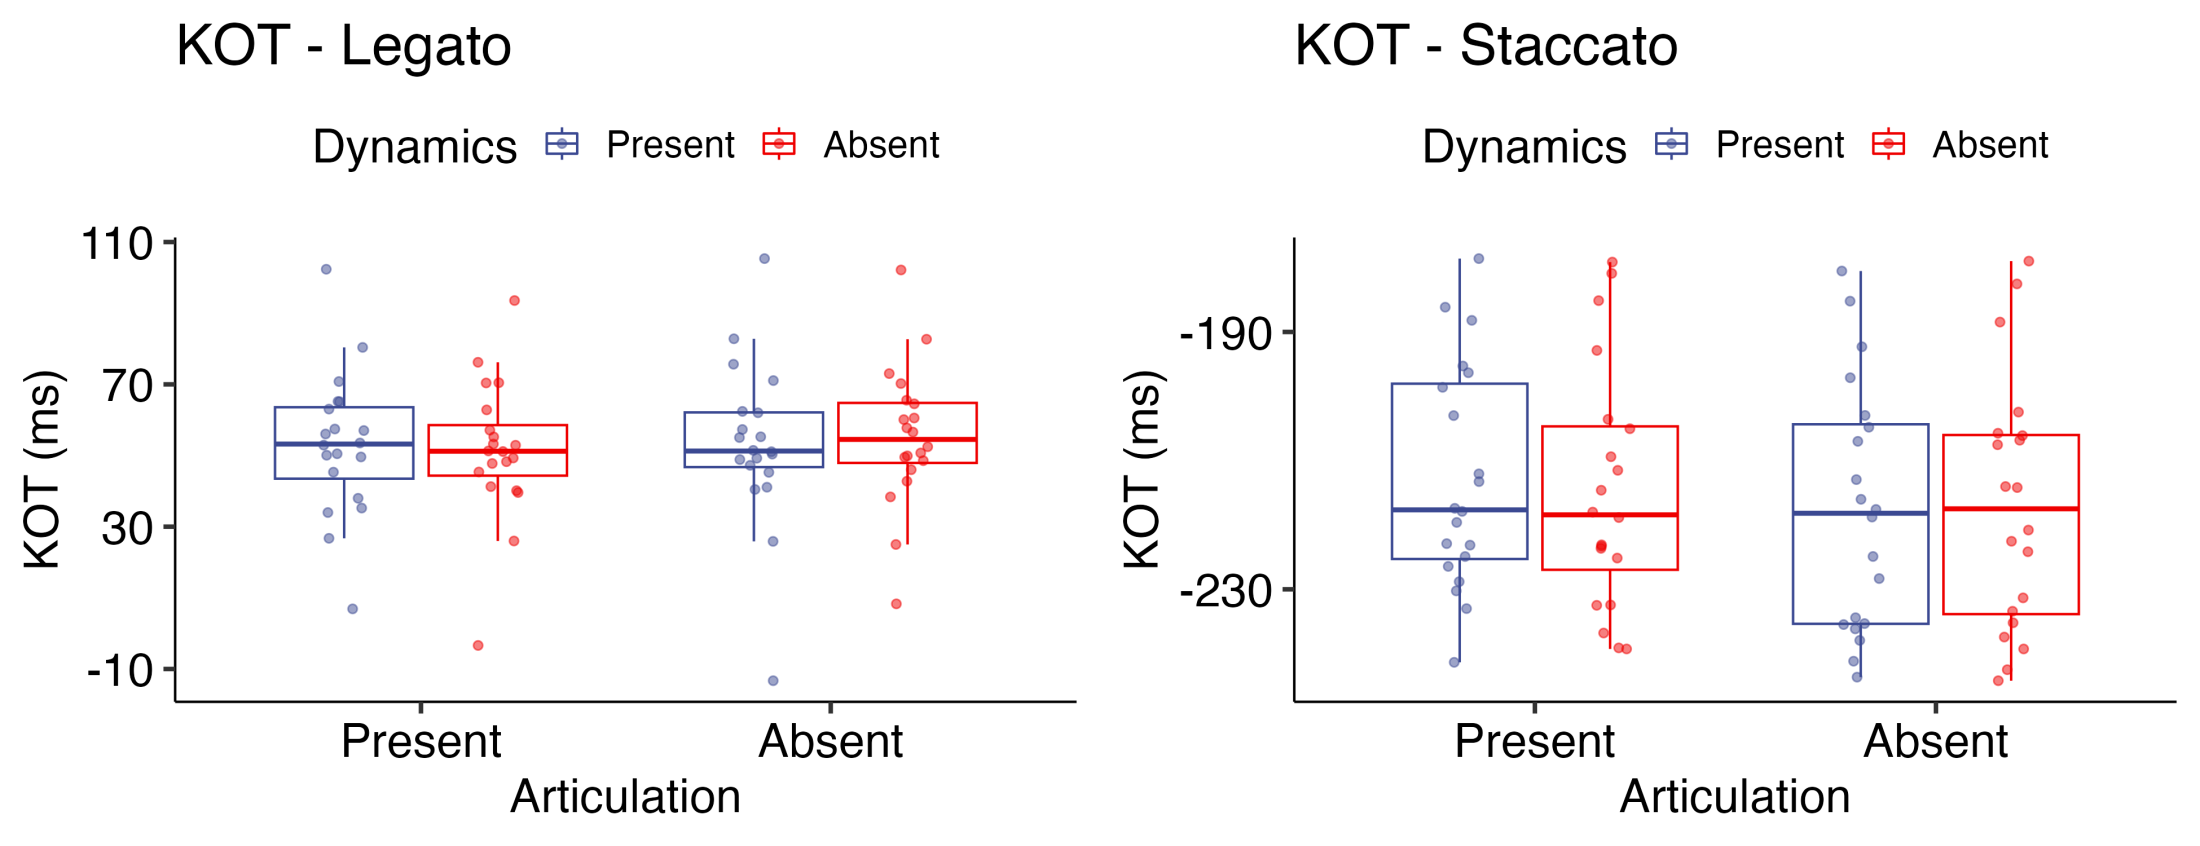 KOT - Legato
Dynamics Present Absent
110
70
30
-10
KOT (ms)
Present Absent
Articulation
KOT - Staccato
Dynamics Present Absent
-190
-230
KOT (ms)
Present Absent
Articulation